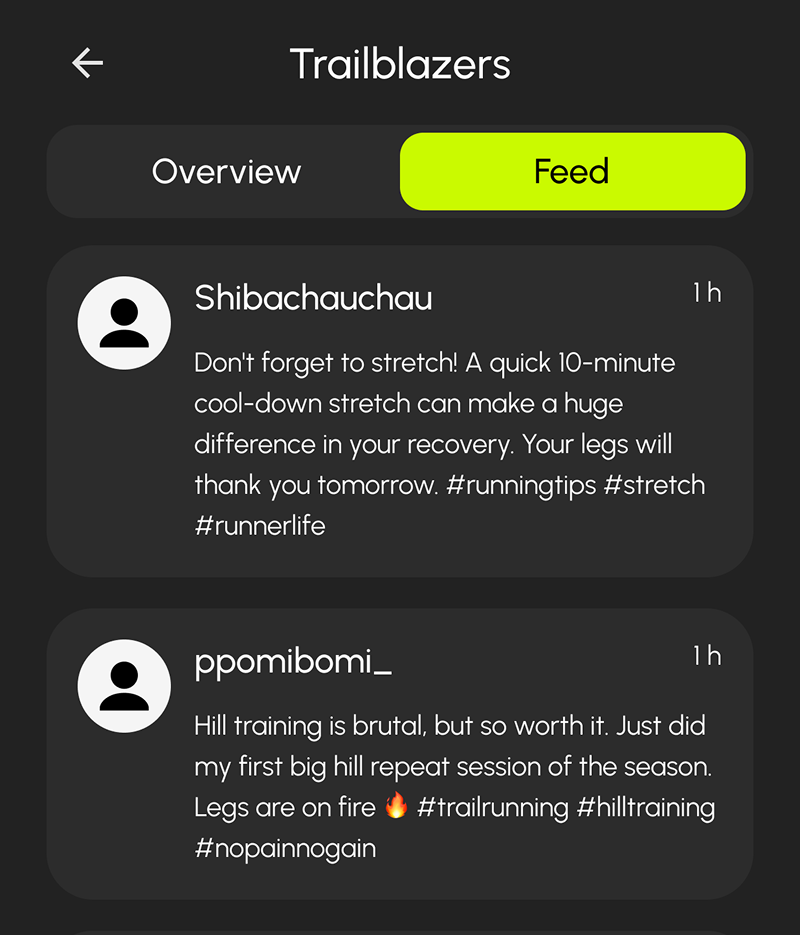 Trailblazers
Overview
Feed
Shibachauchau
1 h
Don't forget to stretch! A quick 10-minute
cool-down stretch can make a huge
difference in your recovery. Your legs will
thank you tomorrow. #runningtips #stretch
#runnerlife
ppomibomi_
1 h
Hill training is brutal, but so worth it. Just did
my first big hill repeat session of the season.
Legs are on fire 🔥 #trailrunning #hilltraining
#nopainnogain